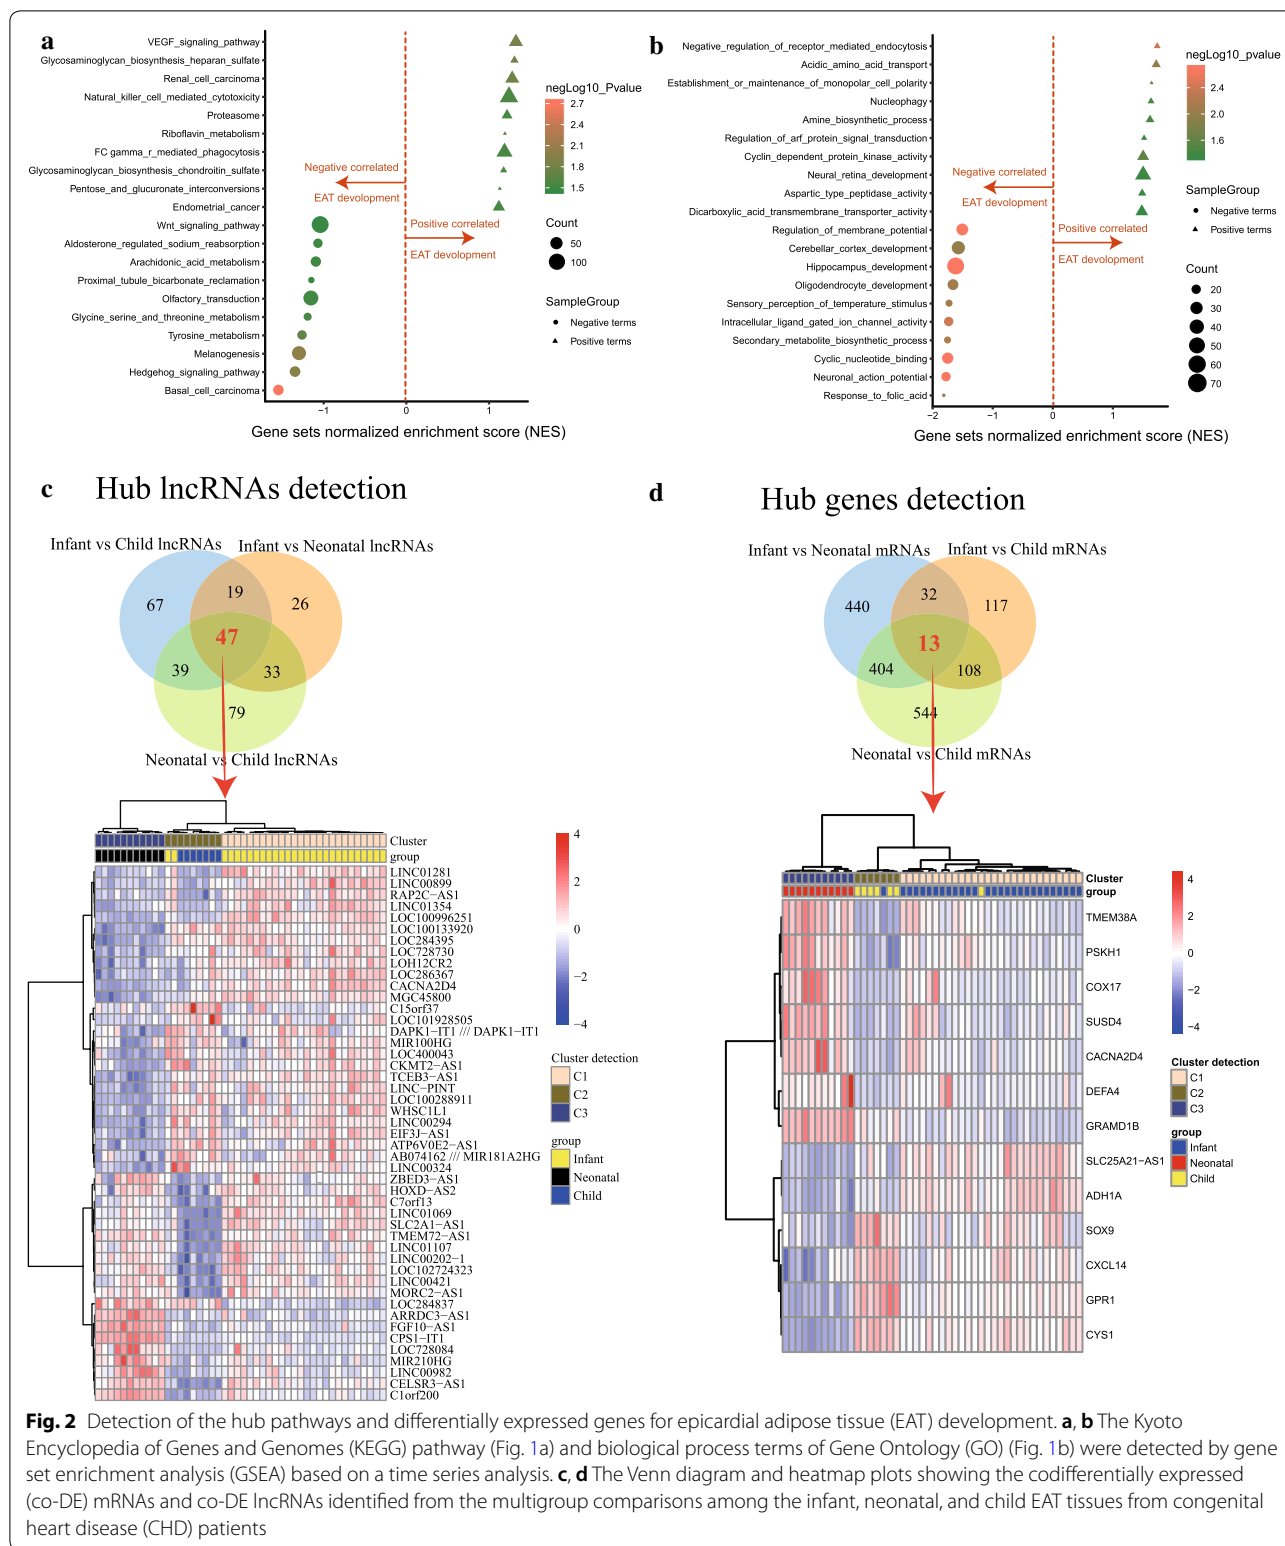 a
VEGF_signaling_pathway
Glycosaminoglycan_biosynthesis_heparan_sulfate
Renal_cell_carcinoma
Natural_killer_cell_mediated_cytotoxicity
Proteasome
Riboflavin_metabolism
FC gamma_r_mediated_phagocytosis
Glycosaminoglycan_biosynthesis_chondroitin_sulfate
Pentose_and_glucuronate_interconversions
Endometrial_cancer
Wnt_signaling_pathway
Aldosterone_regulated_sodium_reabsorption
Arachidonic_acid_metabolism
Proximal_tubule_bicarbonate_reclamation
Olfactory_transduction
Glycine_serine_and_threonine_metabolism
Tyrosine_metabolism
Melanogenesis
Hedgehog_signaling_pathway
Basal_cell_carcinoma
Negative correlated
EAT devolopment
Positive correlated
EAT devolopment
−1 0 1
Gene sets normalized enrichment score (NES)
negLog10_Pvalue
2.7
2.4
2.1
1.8
1.5
Count
50
100
SampleGroup
Negative terms
Positive terms
b
Negative_regulation_of_receptor_mediated_endocytosis
Acidic_amino_acid_transport
Establishment_or_maintenance_of_monopolar_cell_polarity
Nucleophagy
Amine_biosynthetic_process
Regulation_of_arf_protein_signal_transduction
Cyclin_dependent_protein_kinase_activity
Neural_retina_development
Aspartic_type_peptidase_activity
Dicarboxylic_acid_transmembrane_transporter_activity
Regulation_of_membrane_potential
Cerebellar_cortex_development
Hippocampus_development
Oligodendrocyte_development
Sensory_perception_of_temperature_stimulus
Intracellular_ligand_gated_ion_channel_activity
Secondary_metabolite_biosynthetic_process
Cyclic_nucleotide_binding
Neuronal_action_potential
Response_to_folic_acid
Negative correlated
EAT devolopment
Positive correlated
EAT devolopment
−2 −1 0 1
Gene sets normalized enrichment score (NES)
negLog10_pvalue
2.4
2.0
1.6
SampleGroup
Negative terms
Positive terms
Count
20
30
40
50
60
70
c
Hub lncRNAs detection
Infant vs Child lncRNAs
Infant vs Neonatal lncRNAs
67
19
26
47
39
33
79
Neonatal vs Child lncRNAs
Cluster
group
LINC01281
LINC00899
RAP2C−AS1
LINC01354
LOC100996251
LOC100133920
LOC284395
LOC728730
LOH12CR2
LOC286367
CACNA2D4
MGC45800
C15orf37
LOC101928505
DAPK1−IT1 /// DAPK1−IT1
MIR100HG
LOC400043
CKMT2−AS1
TCEB3−AS1
LINC−PINT
LOC100288911
WHSC1L1
LINC00294
EIF3J−AS1
ATP6V0E2−AS1
AB074162 /// MIR181A2HG
LINC00324
ZBED3−AS1
HOXD−AS2
C7orf13
LINC01069
SLC2A1−AS1
TMEM72−AS1
LINC01107
LINC00202−1
LOC102724323
LINC00421
MORC2−AS1
LOC284837
ARRDC3−AS1
FGF10−AS1
CPS1−IT1
LOC728084
MIR210HG
LINC00982
CELSR3−AS1
C1orf200
4
2
0
−2
−4
Cluster detection
C1
C2
C3
group
Infant
Neonatal
Child
d
Hub genes detection
Infant vs Neonatal mRNAs
Infant vs Child mRNAs
440
32
117
13
404
108
544
Neonatal vs Child mRNAs
Cluster
group
TMEM38A
PSKH1
COX17
SUSD4
CACNA2D4
DEFA4
GRAMD1B
SLC25A21−AS1
ADH1A
SOX9
CXCL14
GPR1
CYS1
4
2
0
−2
−4
Cluster detection
C1
C2
C3
group
Infant
Neonatal
Child
Fig. 2 Detection of the hub pathways and differentially expressed genes for epicardial adipose tissue (EAT) development. a, b The Kyoto
Encyclopedia of Genes and Genomes (KEGG) pathway (Fig. 1a) and biological process terms of Gene Ontology (GO) (Fig. 1b) were detected by gene
set enrichment analysis (GSEA) based on a time series analysis. c, d The Venn diagram and heatmap plots showing the codifferentially expressed
(co-DE) mRNAs and co-DE lncRNAs identified from the multigroup comparisons among the infant, neonatal, and child EAT tissues from congenital
heart disease (CHD) patients